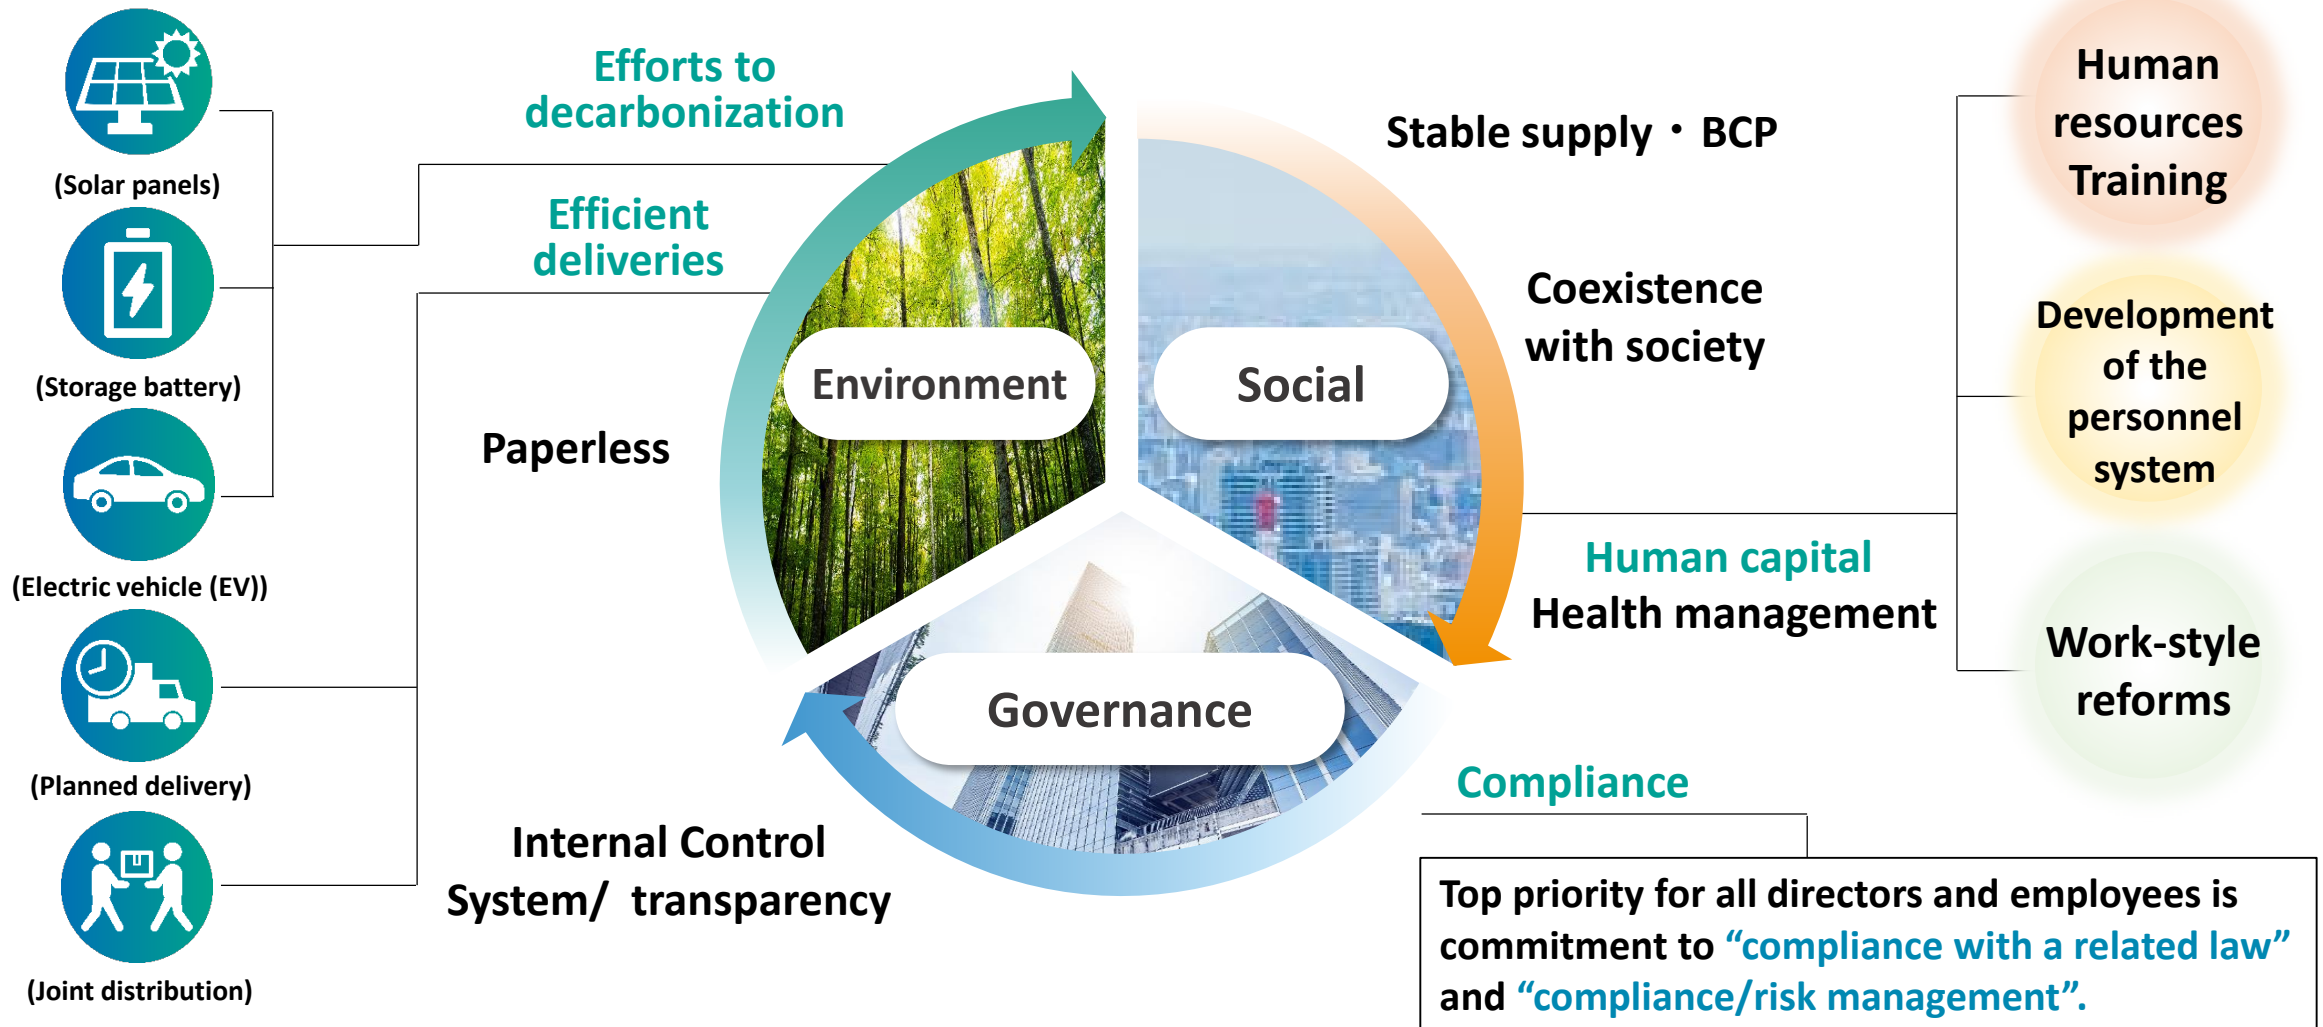 (Solar panels)
(Storage battery)
(Electric vehicle (EV))
(Planned delivery)
(Joint distribution)
Efforts to
decarbonization
Efficient
deliveries
Paperless
Environment
Social
Governance
Internal Control
System/ transparency
Stable supply・BCP
Coexistence
with society
Human capital
Health management
Compliance
Top priority for all directors and employees is
commitment to “compliance with a related law”
and “compliance/risk management”.
Human
resources
Training
Development
of the
personnel
system
Work-style
reforms